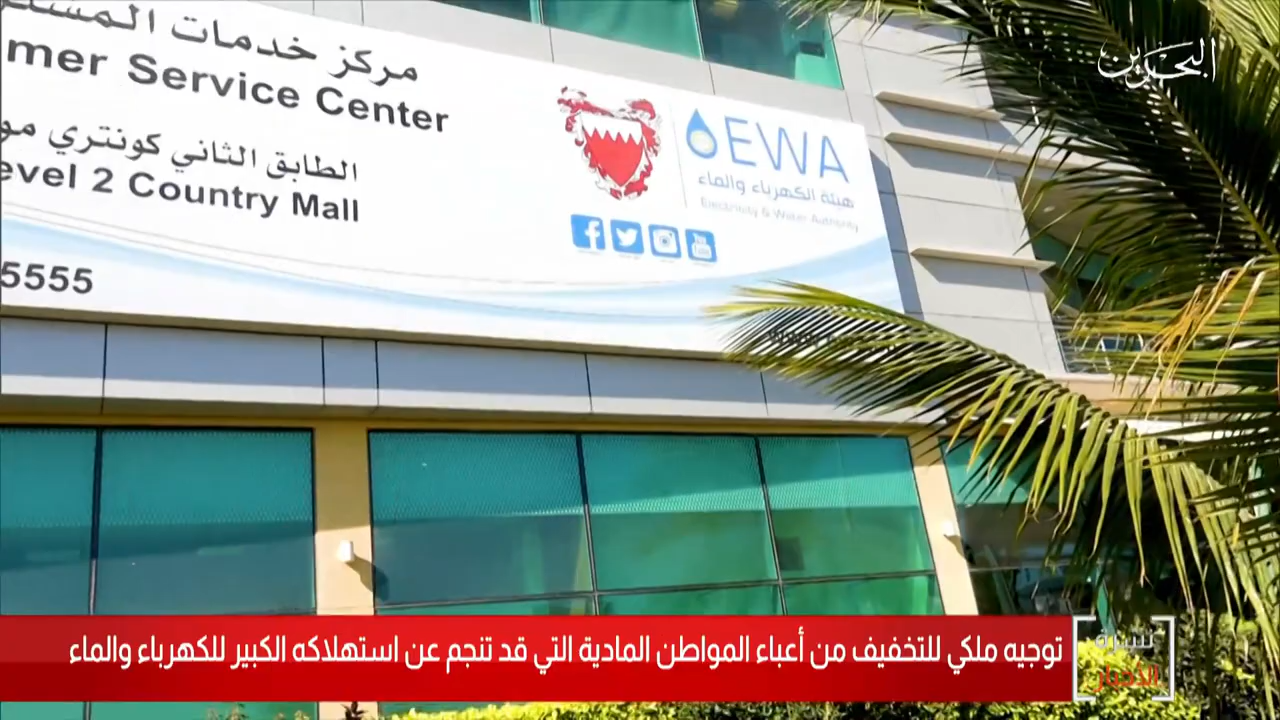 البحرين
مركز خدمات
mer Service Center
الطابق الثاني كونتري مو
evel 2 Country Mall
5555
EWA
هيئة الكهرباء والماء
Electricity & Water Authority
توجيه ملكي للتخفيف من أعباء المواطن المادية التي قد تنجم عن استهلاكه الكبير للكهرباء والماء
نشرة
الأخبار